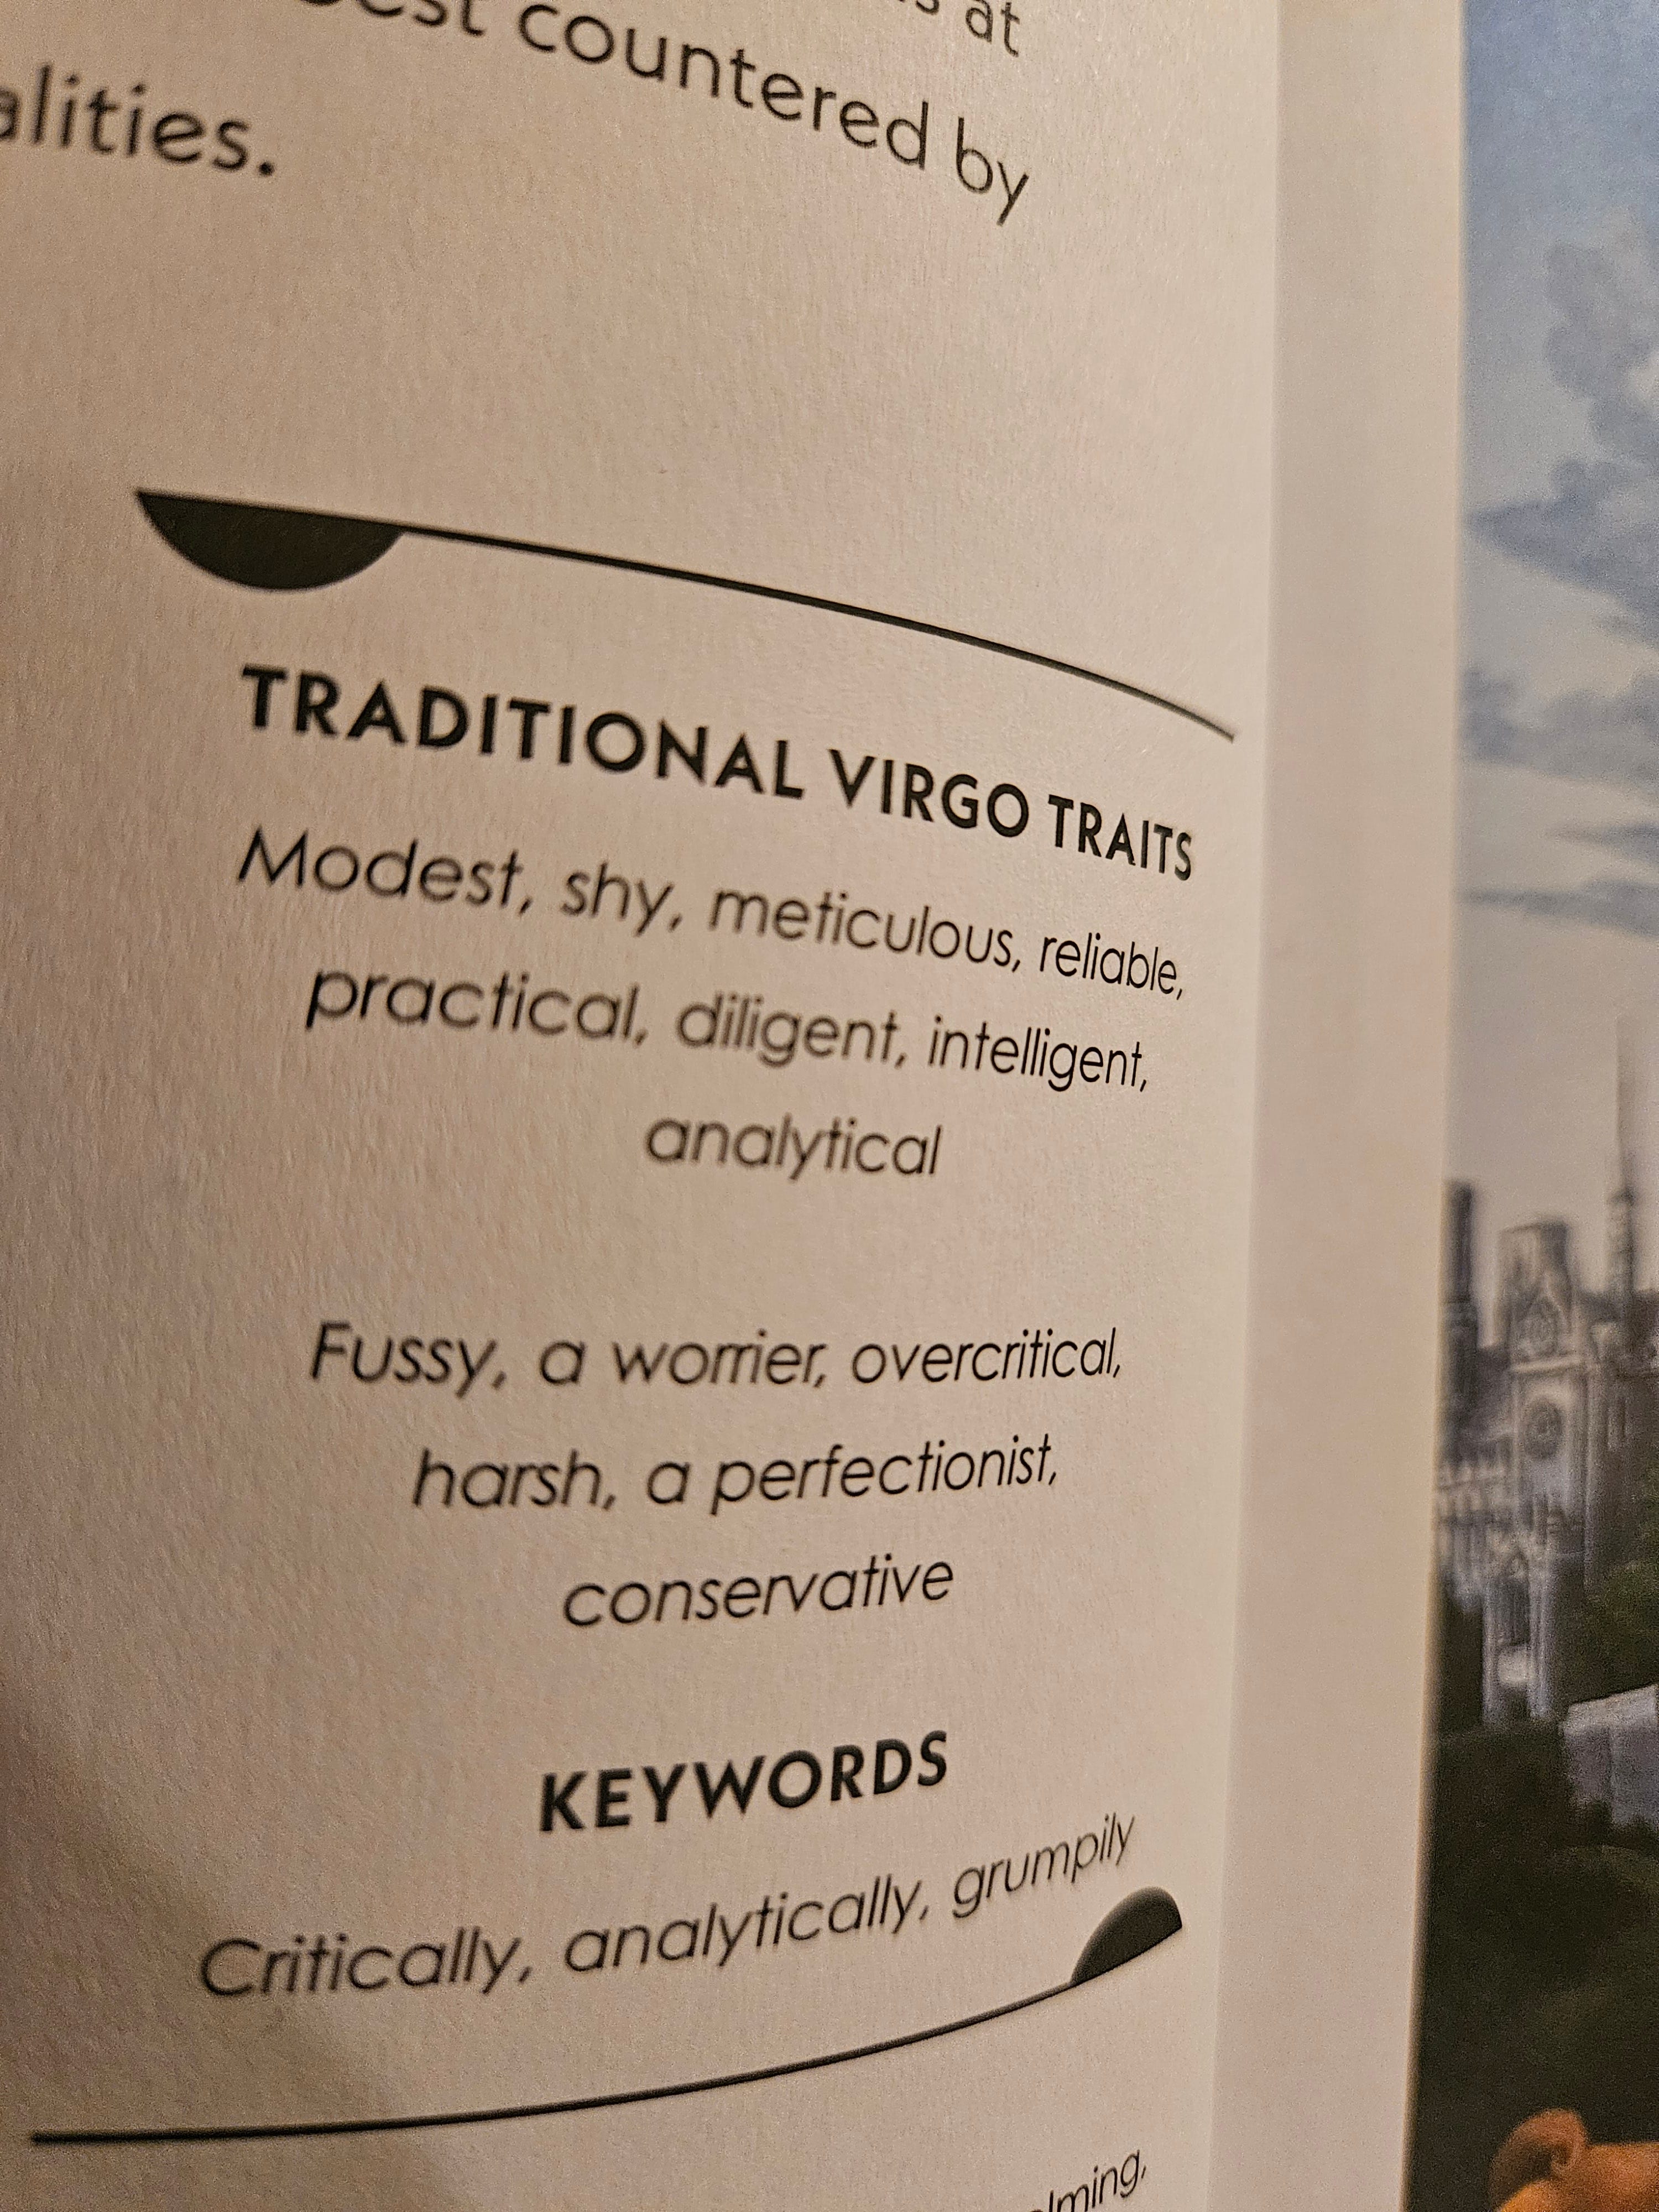 at
countered by
TRADITIONAL VIRGO TRAITS
Modest, shy, meticulous, reliable,
practical, diligent, intelligent,
analytical
Fussy, a worrier, overcritical,
harsh, a perfectionist,
conservative
KEYWORDS
Critically, analytically, grumpily